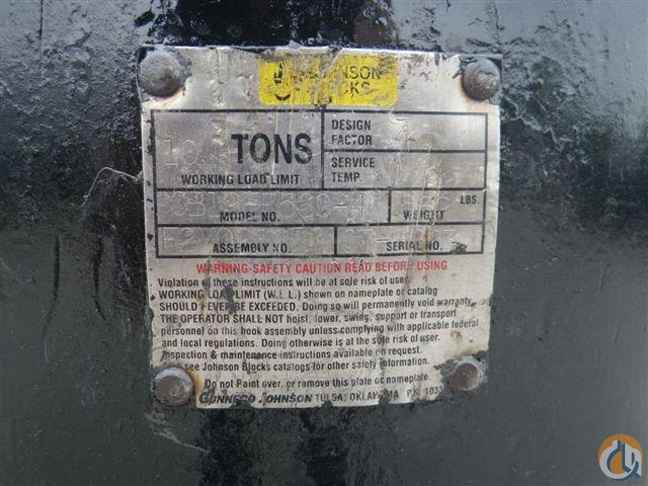 JOHNSON
BLOCKS
TONS
WORKING LOAD LIMIT
DESIGN
FACTOR
SERVICE
TEMP.
LBS.
MODEL NO.
WEIGHT
ASSEMBLY NO.
SERIAL NO.
WARNING-SAFETY CAUTION READ BEFORE USING
Violation of these instructions will be at sole risk of user.
WORKING LOAD LIMIT (W.L.L.) shown on nameplate or catalog
SHOULD NEVER BE EXCEEDED. Doing so will permanently void warranty.
THE OPERATOR SHALL NOT hoist, lower, swing, support or transport
personnel on this hook assembly unless complying with applicable federal
and local regulations. Doing otherwise is at the sole risk of user.
Inspection & maintenance instructions available on request.
see Johnson Blocks catalogs for other safety information.
Do not Paint over, or remove this plate or nameplate.
GUNNEBO JOHNSON TULSA, OKLAHOMA